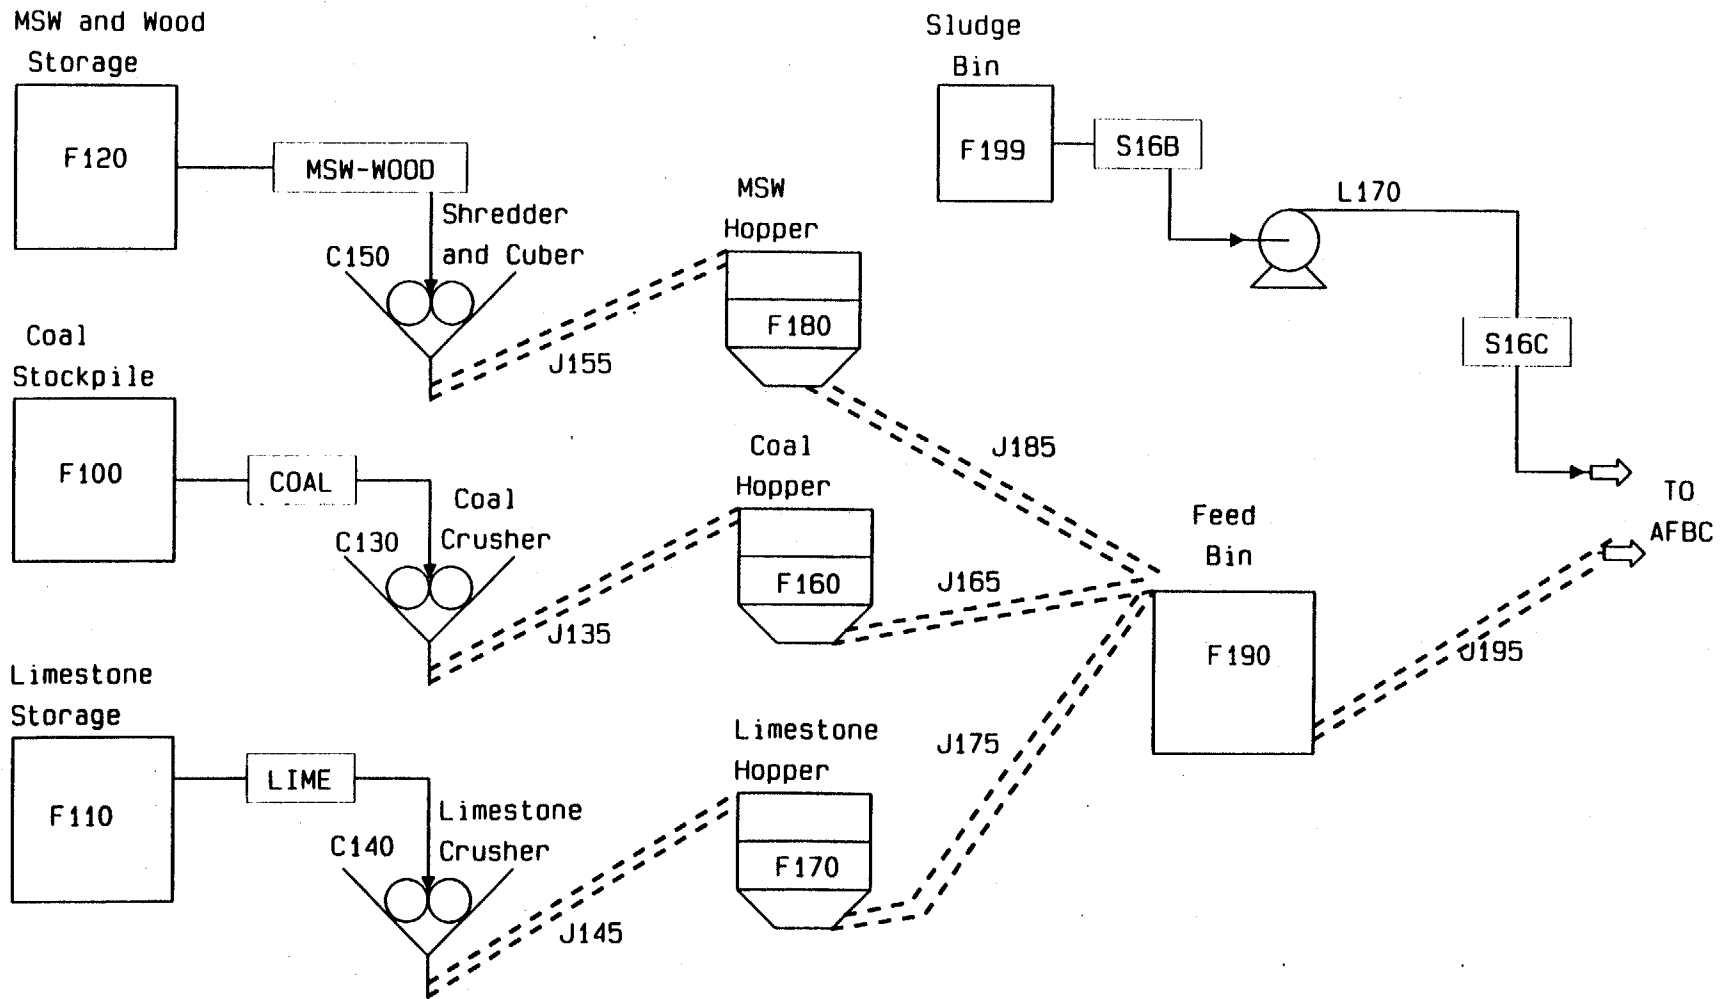 MSW and Wood
Storage
F120
MSW-WOOD
Shredder
and Cuber
C150
J155
MSW
Hopper
F180
J185
Sludge
Bin
F199
S16B
L170
S16C
TO
AFBC
Coal
Stockpile
F100
COAL
Coal
Crusher
C130
J135
Coal
Hopper
F160
J165
Feed
Bin
F190
J195
Limestone
Storage
F110
LIME
Limestone
Crusher
C140
J145
Limestone
Hopper
F170
J175